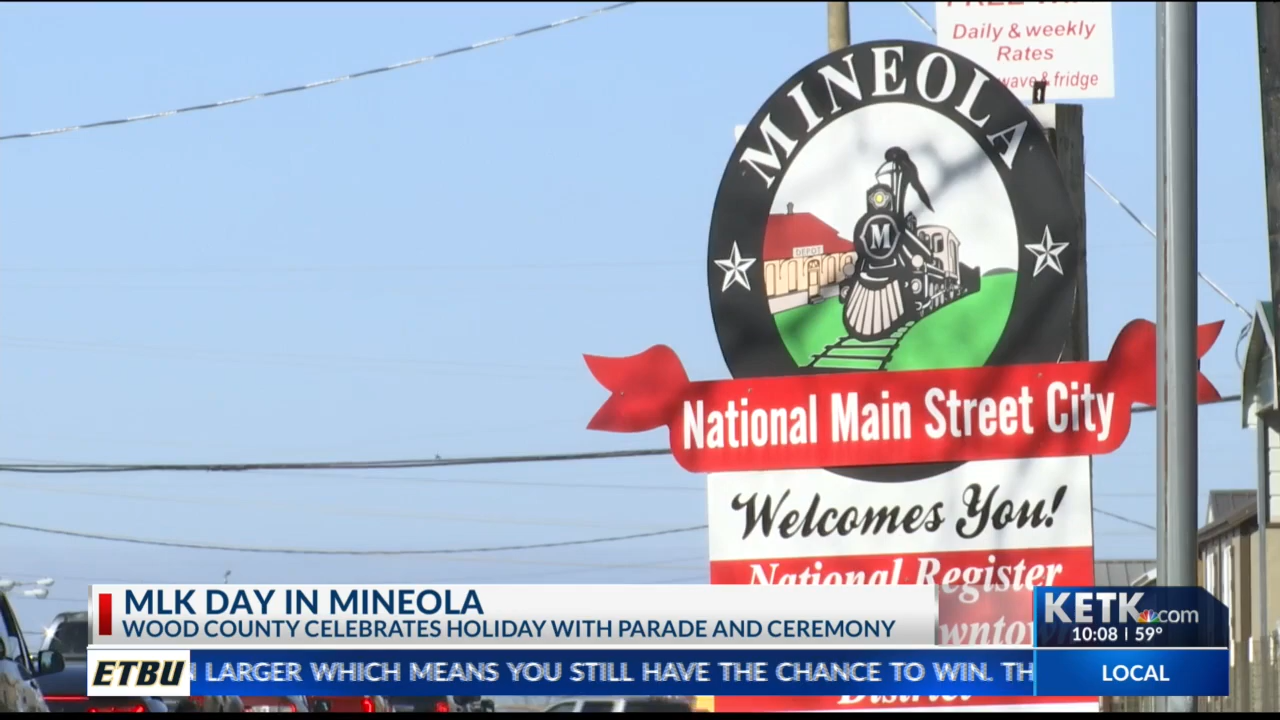 Daily & weekly
Rates
& fridge
MINEOLA
DEPOT
M
National Main Street City
Welcomes You!
National Register
District
MLK DAY IN MINEOLA
WOOD COUNTY CELEBRATES HOLIDAY WITH PARADE AND CEREMONY
KETK.com
10:08 | 59°
ETBU
LARGER WHICH MEANS YOU STILL HAVE THE CHANCE TO WIN. TH
LOCAL